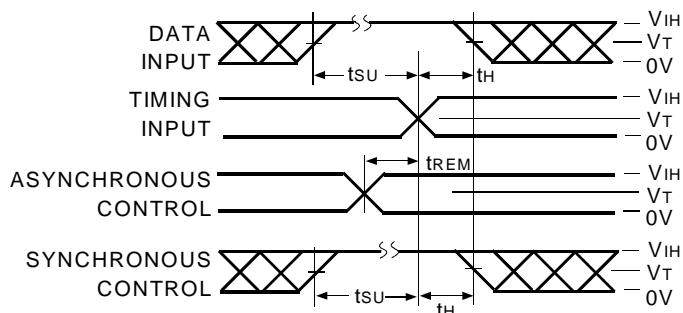 DATA
INPUT
tSU
tH
VIH
VT
0V
TIMING
INPUT
VIH
VT
0V
tREM
ASYNCHRONOUS
CONTROL
VIH
VT
0V
SYNCHRONOUS
CONTROL
tSU
tH
VIH
VT
0V